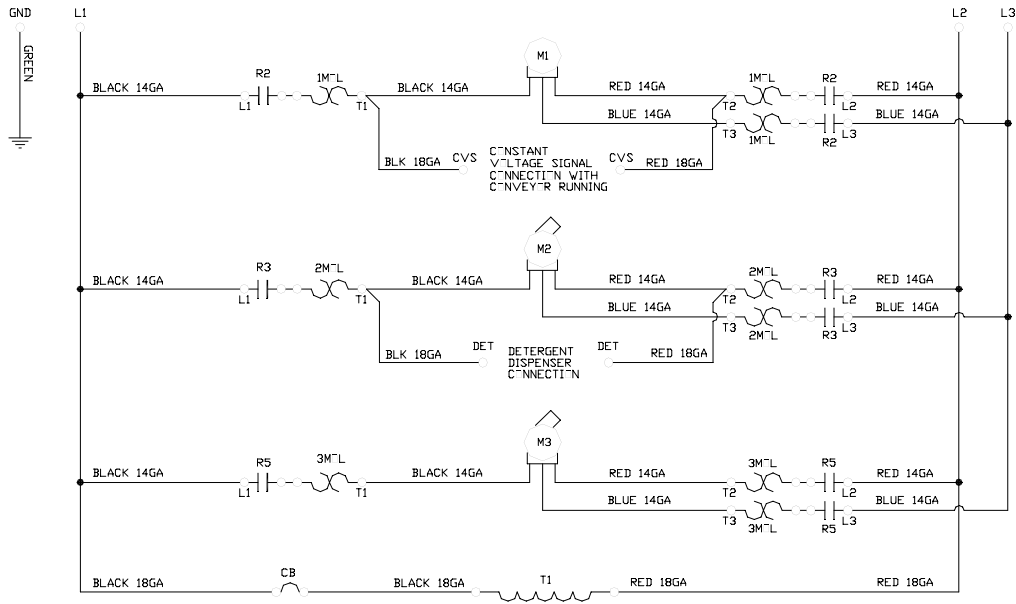 GND
L1
L2
L3
GREEN
BLACK 14GA
R2
L1
1M¯L
T1
BLACK 14GA
M1
RED 14GA
BLUE 14GA
T2
T3
1M¯L
1M¯L
R2
R2
L2
L3
RED 14GA
BLUE 14GA
BLK 18GA
CVS
C¯NSTANT
V¯LTAGE SIGNAL
C¯NNECTI¯N WITH
C¯NVEY¯R RUNNING
CVS
RED 18GA
BLACK 14GA
R3
L1
2M¯L
T1
BLACK 14GA
M2
RED 14GA
BLUE 14GA
T2
T3
2M¯L
2M¯L
R3
R3
L2
L3
RED 14GA
BLUE 14GA
BLK 18GA
DET
DETERGENT
DISPENSER
C¯NNECTI¯N
DET
RED 18GA
BLACK 14GA
R5
L1
3M¯L
T1
BLACK 14GA
M3
RED 14GA
BLUE 14GA
T2
T3
3M¯L
3M¯L
R5
R5
L2
L3
RED 14GA
BLUE 14GA
BLACK 18GA
CB
BLACK 18GA
T1
RED 18GA
RED 18GA